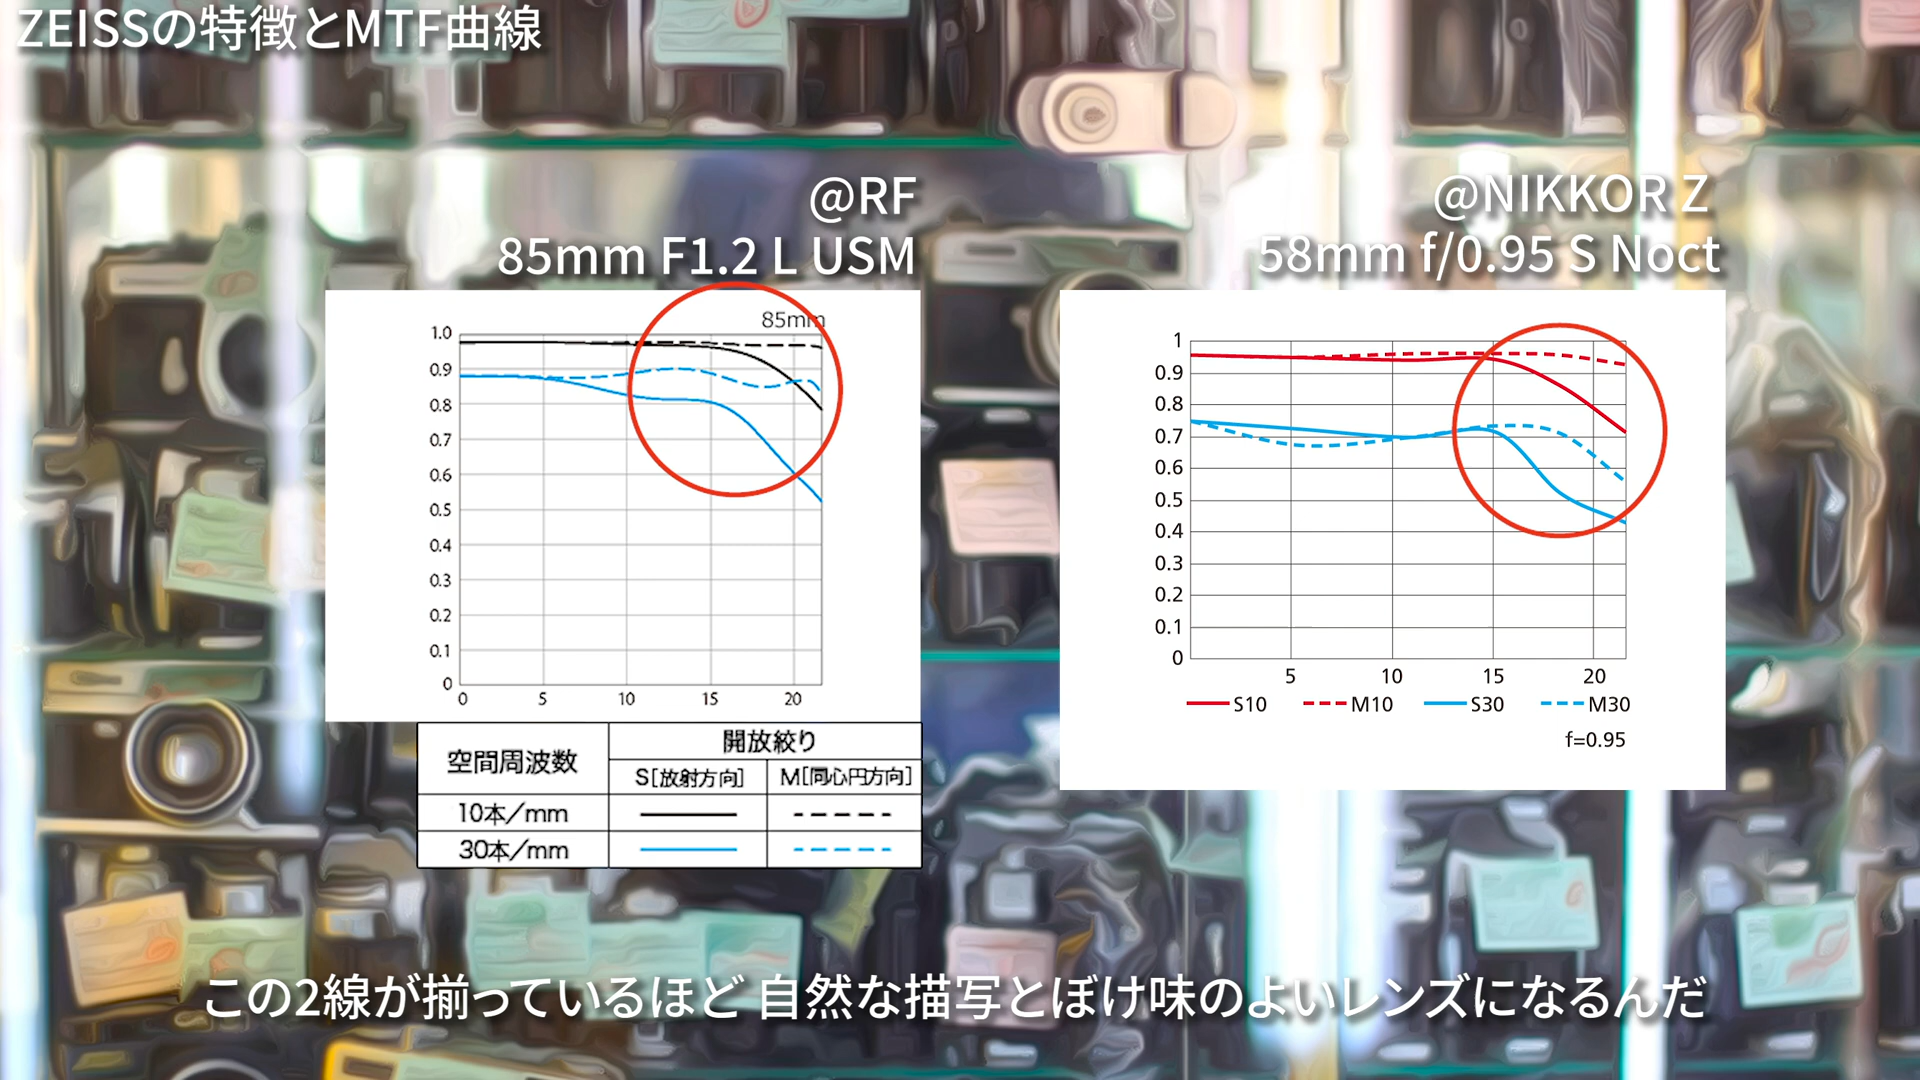 ZEISSの特徴とMTF曲線
@RF
85mm F1.2 L USM
85mm
1.0
0.9
0.8
0.7
0.6
0.5
0.4
0.3
0.2
0.1
0
0 5 10 15 20
空間周波数 開放絞り
S[放射方向] M[同心円方向]
10本/mm
30本/mm
@NIKKOR Z
58mm f/0.95 S Noct
1
0.9
0.8
0.7
0.6
0.5
0.4
0.3
0.2
0.1
0
5 10 15 20
S10 M10 S30 M30
f=0.95
この2線が揃っているほど 自然な描写とぼけ味のよいレンズになるんだ